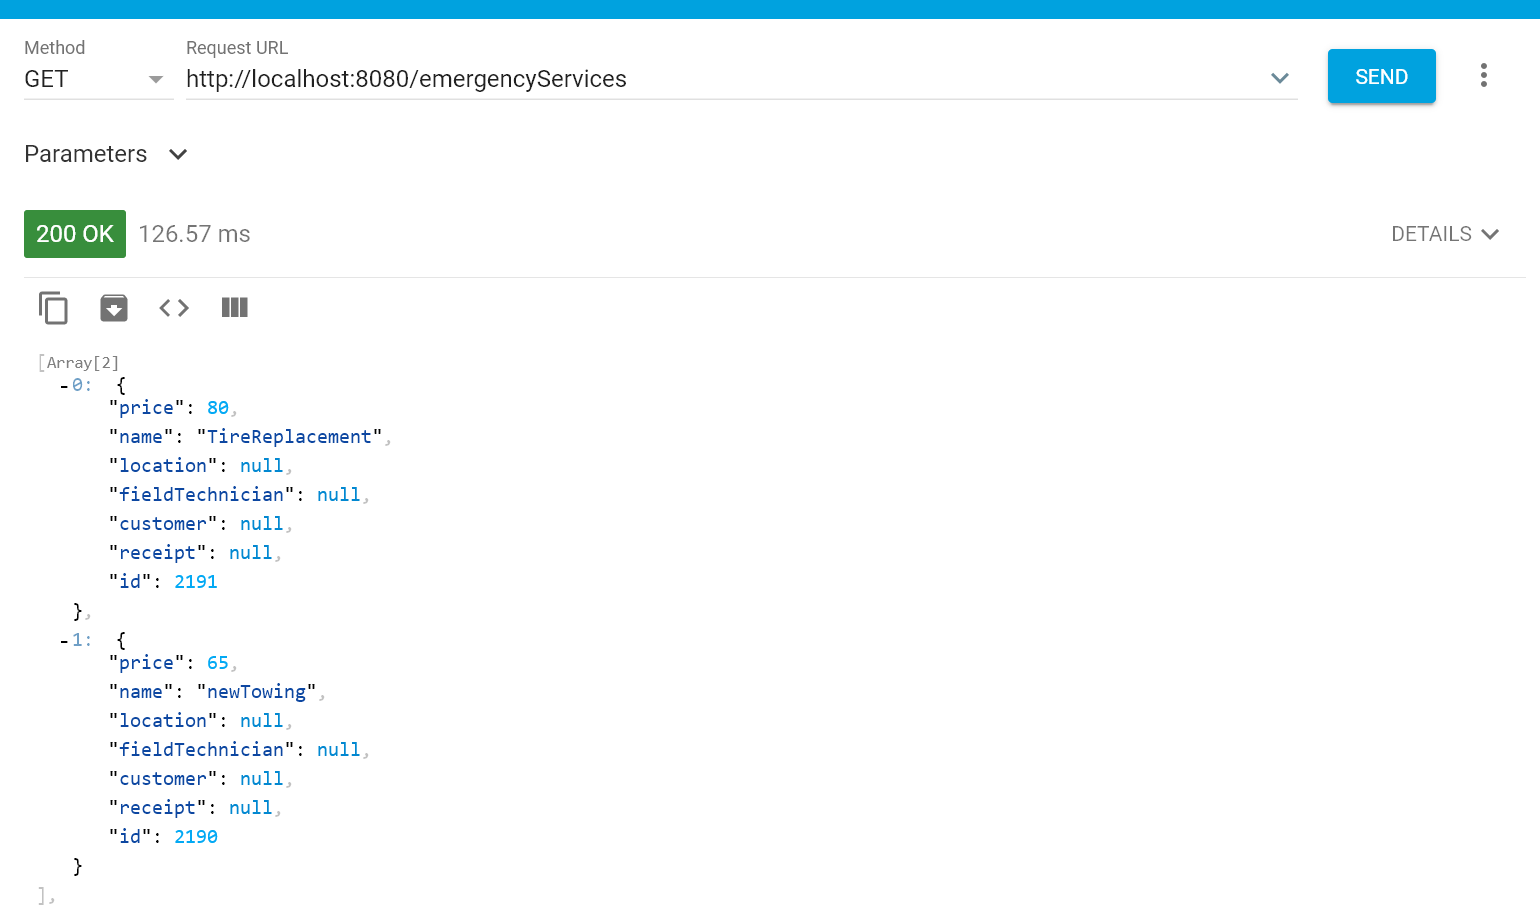 Method
Request URL
GET
http://localhost:8080/emergencyServices
SEND
Parameters
200 OK
126.57 ms
DETAILS
[Array[2]
-0: {
"price": 80,
"name": "TireReplacement",
"location": null,
"fieldTechnician": null,
"customer": null,
"receipt": null,
"id": 2191
},
-1: {
"price": 65,
"name": "newTowing",
"location": null,
"fieldTechnician": null,
"customer": null,
"receipt": null,
"id": 2190
}
],